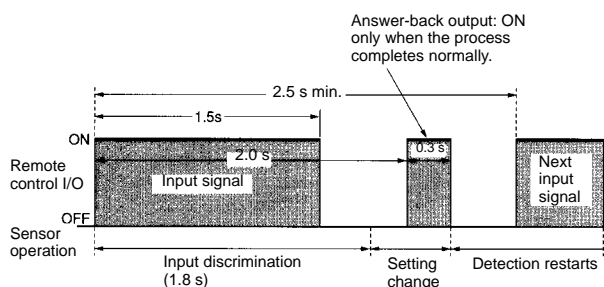 Answer-back output: ON
only when the process
completes normally.
2.5 s min.
1.5s
ON
2.0 s
0.3 s
Remote
control I/O
Input signal
Next
input
signal
OFF
Sensor
operation
Input discrimination
(1.8 s)
Setting
change
Detection restarts